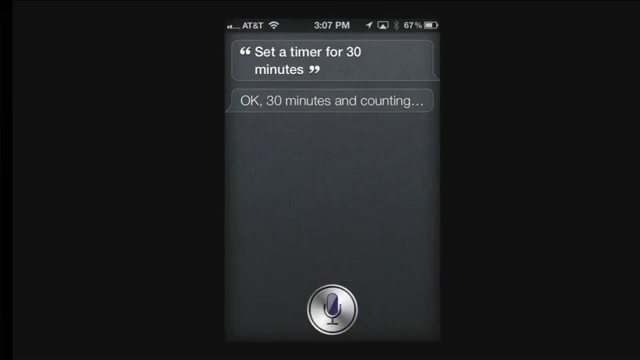 AT&T 3:07 PM 67%
“ Set a timer for 30
minutes ”
OK, 30 minutes and counting…